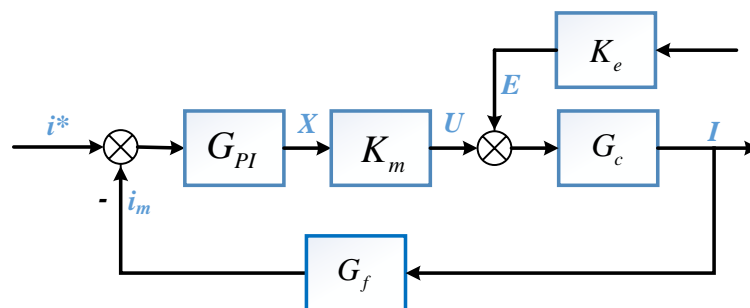 K_e
E
i*
G_PI
X
K_m
U
G_c
I
-
i_m
G_f